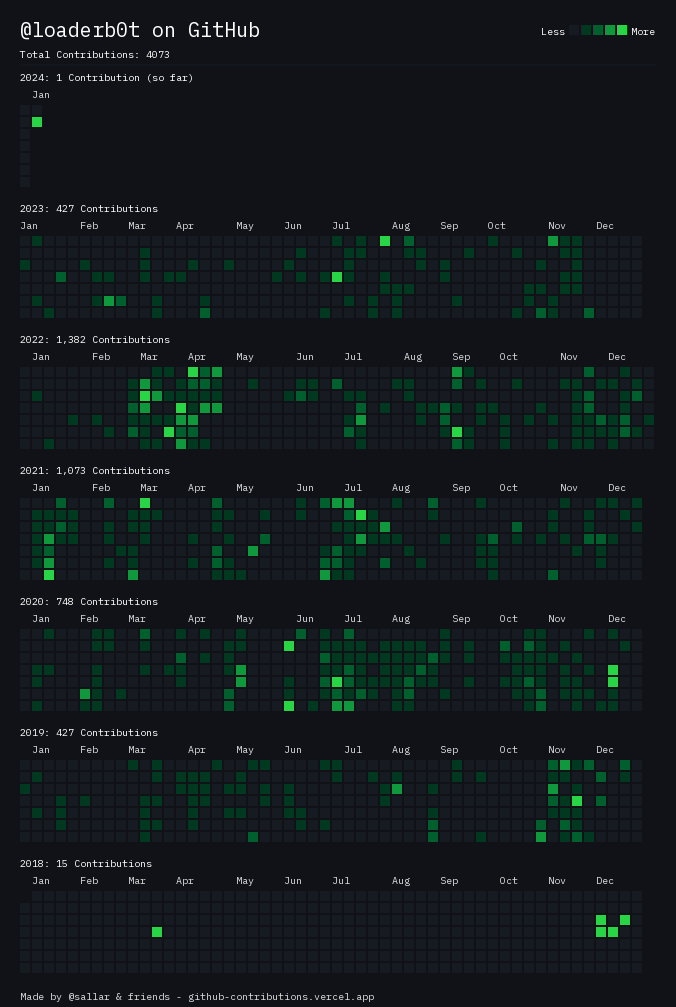 @loaderb0t on GitHub
Less More
Total Contributions: 4073
2024: 1 Contribution (so far)
Jan
2023: 427 Contributions
Jan Feb Mar Apr May Jun Jul Aug Sep Oct Nov Dec
2022: 1,382 Contributions
Jan Feb Mar Apr May Jun Jul Aug Sep Oct Nov Dec
2021: 1,073 Contributions
Jan Feb Mar Apr May Jun Jul Aug Sep Oct Nov Dec
2020: 748 Contributions
Jan Feb Mar Apr May Jun Jul Aug Sep Oct Dec
2019: 427 Contributions
Jan Feb Mar Apr May Jun Jul Aug Sep Oct Nov Dec
2018: 15 Contributions
Jan Feb Mar Apr May Jun Jul Aug Sep Oct Nov Dec
Made by @sallar & friends - github-contributions.vercel.app